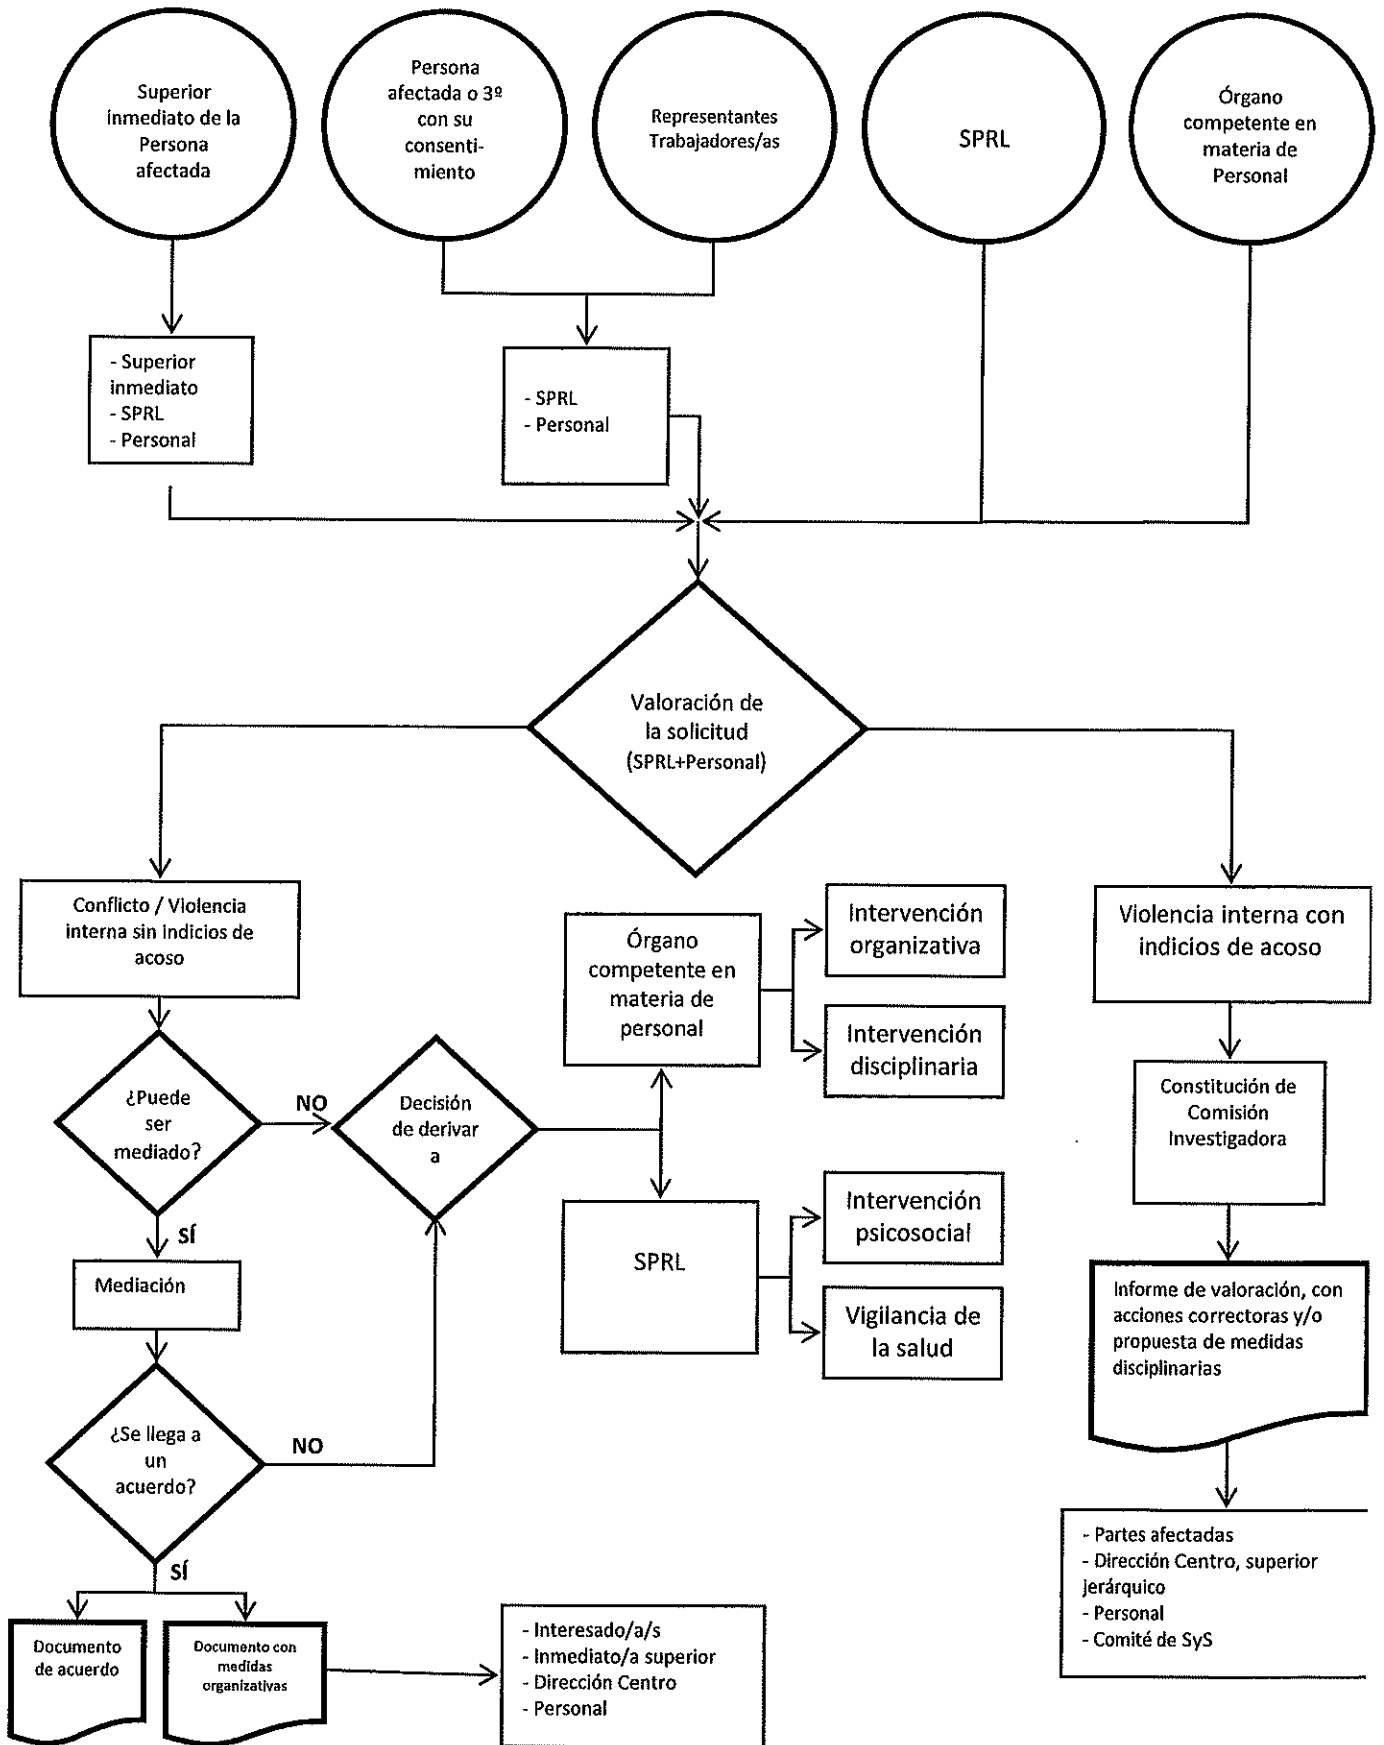 Superior
inmediato de la
Persona
afectada
Persona
afectada o 3º
con su
consenti-
miento
Representantes
Trabajadores/as
SPRL
Órgano
competente en
materia de
Personal
- Superior
inmediato
- SPRL
- Personal
- SPRL
- Personal
Valoración de
la solicitud
(SPRL+Personal)
Conflicto / Violencia
interna sin indicios de
acoso
Órgano
competente en
materia de
personal
Intervención
organizativa
Intervención
disciplinaria
Violencia interna con
indicios de acoso
¿Puede
ser
mediado?
NO
Decisión
de derivar
a
SÍ
Constitución de
Comisión
Investigadora
SPRL
Intervención
psicosocial
Vigilancia de
la salud
Mediación
Informe de valoración, con
acciones correctoras y/o
propuesta de medidas
disciplinarias
¿Se llega a
un
acuerdo?
NO
SÍ
- Partes afectadas
- Dirección Centro, superior
jerárquico
- Personal
- Comité de SyS
Documento
de acuerdo
Documento con
medidas
organizativas
- Interesado/a/s
- Inmediato/a superior
- Dirección Centro
- Personal